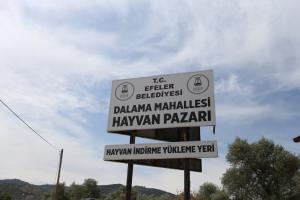 T.C.
EFELER
BELEDİYESİ
DALAMA MAHALLESİ
HAYVAN PAZARI
HAYVAN İNDİRME YÜKLEME YERİ